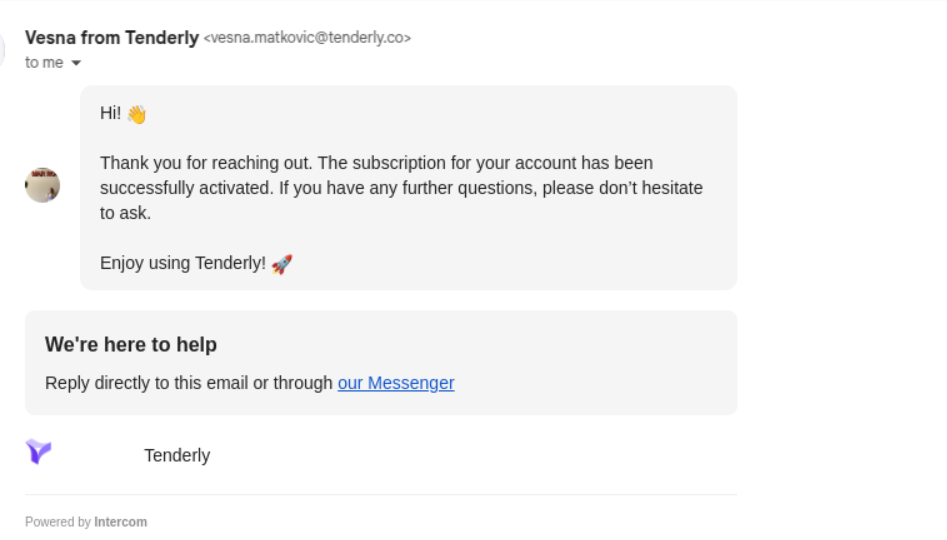 Vesna from Tenderly <vesna.matkovic@tenderly.co>
to me
Hi! 👋
Thank you for reaching out. The subscription for your account has been
successfully activated. If you have any further questions, please don’t hesitate
to ask.
Enjoy using Tenderly! 🚀
We're here to help
Reply directly to this email or through our Messenger
Tenderly
Powered by Intercom